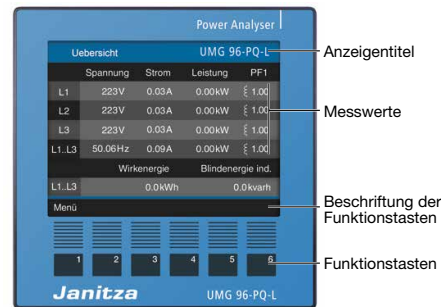 Power Analyser
Uebersicht UMG 96-PQ-L
Anzeigentitel
Spannung Strom Leistung PF1
L1 223V 0.03A 0.00kW ξ 1.00
Messwerte
L2 223V 0.03A 0.00kW ξ 1.00
L3 223V 0.03A 0.00kW ξ 1.00
L1..L3 50.06Hz 0.09A 0.00kW ξ 1.00
Wirkenergie Blindenergie ind.
L1..L3 0.0kWh 0.0kvarh
Menü
Beschriftung der
Funktionstasten
1 2 3 4 5 6
Funktionstasten
Janitza UMG 96-PQ-L